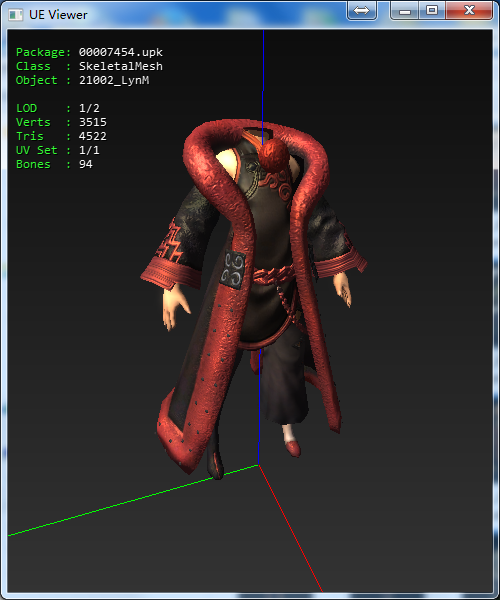 UE Viewer
Package: 00007454.upk
Class : SkeletalMesh
Object : 21002_LynM
LOD : 1/2
Verts : 3515
Tris : 4522
UV Set : 1/1
Bones : 94